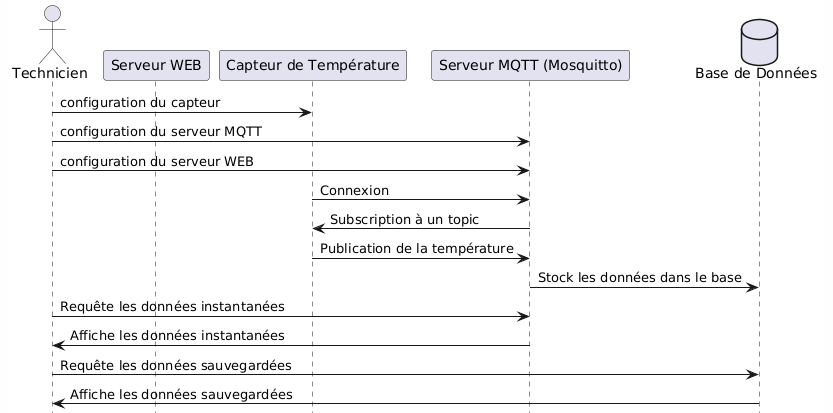 Technicien
Serveur WEB
Capteur de Température
Serveur MQTT (Mosquitto)
Base de Données
configuration du capteur
configuration du serveur MQTT
configuration du serveur WEB
Connexion
Subscription à un topic
Publication de la température
Stock les données dans le base
Requête les données instantanées
Affiche les données instantanées
Requête les données sauvegardées
Affiche les données sauvegardées